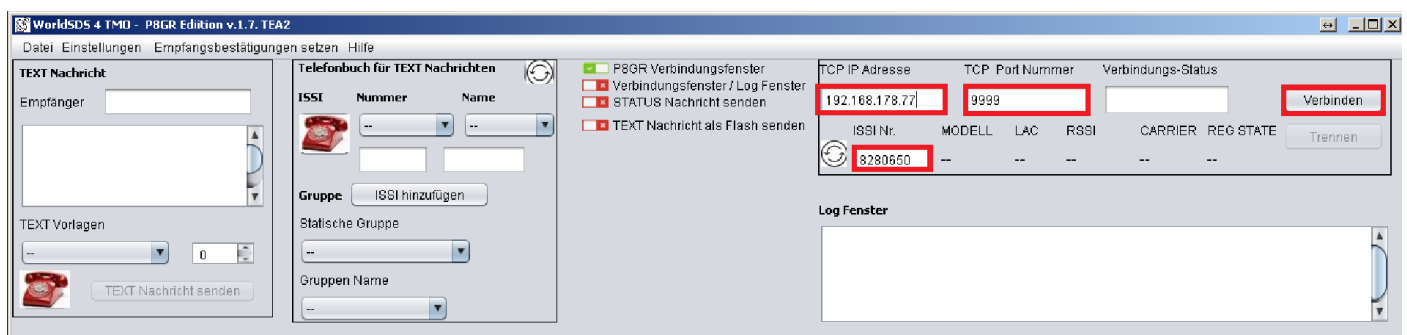 WorldSDS 4 TMO - P8GR Ediition v.1.7. TEA2
Datei Einstellungen Empfangsbestätigungen setzen Hilfe
TEXT Nachricht
Empfänger
TEXT Vorlagen
--
0
TEXT Nachricht senden
Telefonbuch für TEXT Nachrichten
ISSI Nummer Name
-- --
Gruppe ISSI hinzufügen
Statische Gruppe
--
Gruppen Name
--
P8GR Verbindungsfenster
Verbindungsfenster / Log Fenster
STATUS Nachricht senden
TEXT Nachricht als Flash senden
TCP IP Adresse TCP Port Nummer Verbindungs-Status
192.168.178.77 9999 Verbinden
ISSI Nr. MODELL LAC RSSI CARRIER REG STATE Trennen
8280650 -- -- -- -- --
Log Fenster